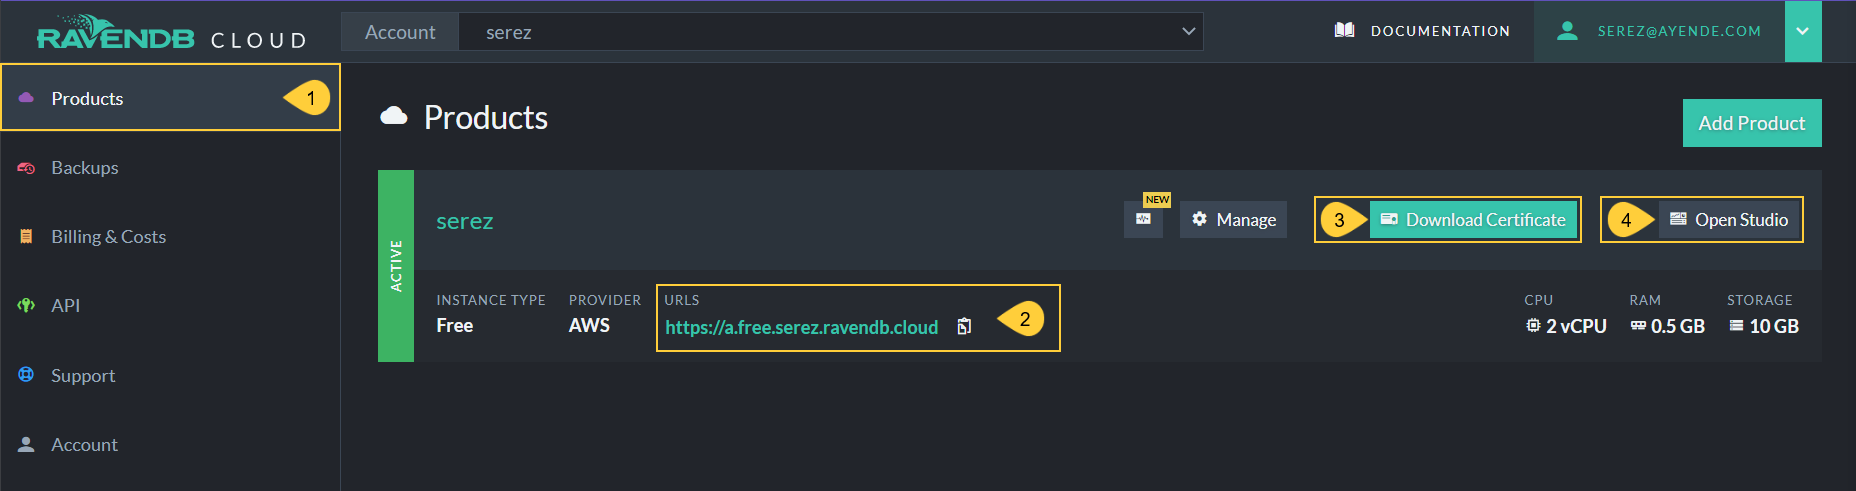 RAVENDB CLOUD
Account serez
DOCUMENTATION
SEREZ@AYENDE.COM
Products 1
Backups
Billing & Costs
API
Support
Account
Products
Add Product
ACTIVE
serez
NEW
Manage
3 Download Certificate
4 Open Studio
INSTANCE TYPE PROVIDER URLS CPU RAM STORAGE
Free AWS https://a.free.serez.ravendb.cloud 2 2 vCPU 0.5 GB 10 GB